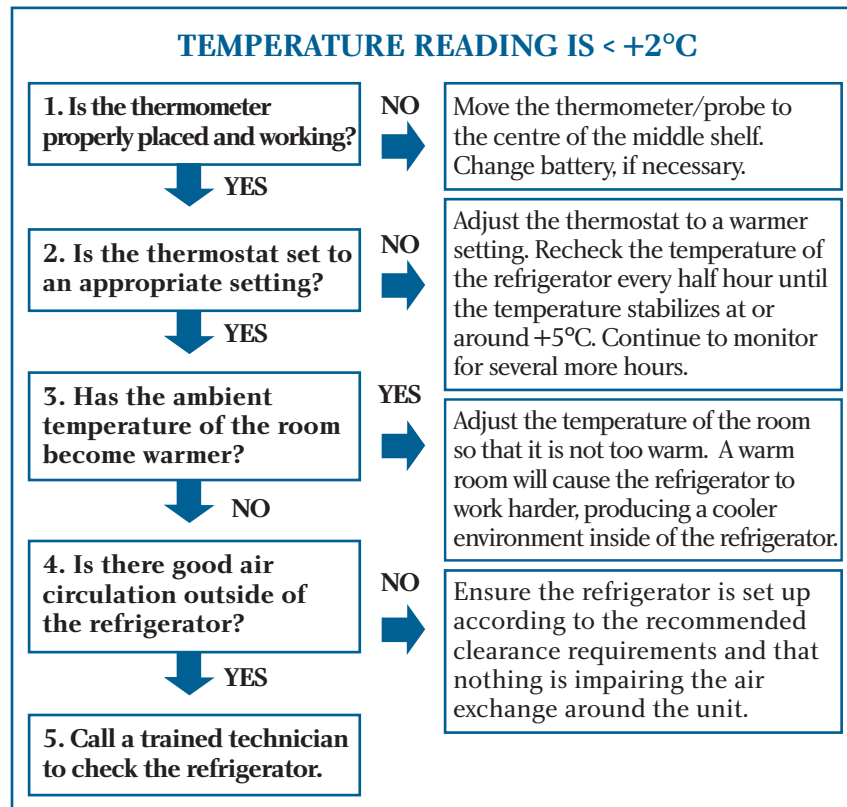 TEMPERATURE READING IS < +2°C
1. Is the thermometer
properly placed and working?
NO
Move the thermometer/probe to
the centre of the middle shelf.
Change battery, if necessary.
YES
2. Is the thermostat set to
an appropriate setting?
NO
Adjust the thermostat to a warmer
setting. Recheck the temperature of
the refrigerator every half hour until
the temperature stabilizes at or
around +5°C. Continue to monitor
for several more hours.
YES
3. Has the ambient
temperature of the room
become warmer?
YES
Adjust the temperature of the room
so that it is not too warm. A warm
room will cause the refrigerator to
work harder, producing a cooler
environment inside of the refrigerator.
NO
4. Is there good air
circulation outside of
the refrigerator?
NO
Ensure the refrigerator is set up
according to the recommended
clearance requirements and that
nothing is impairing the air
exchange around the unit.
YES
5. Call a trained technician
to check the refrigerator.